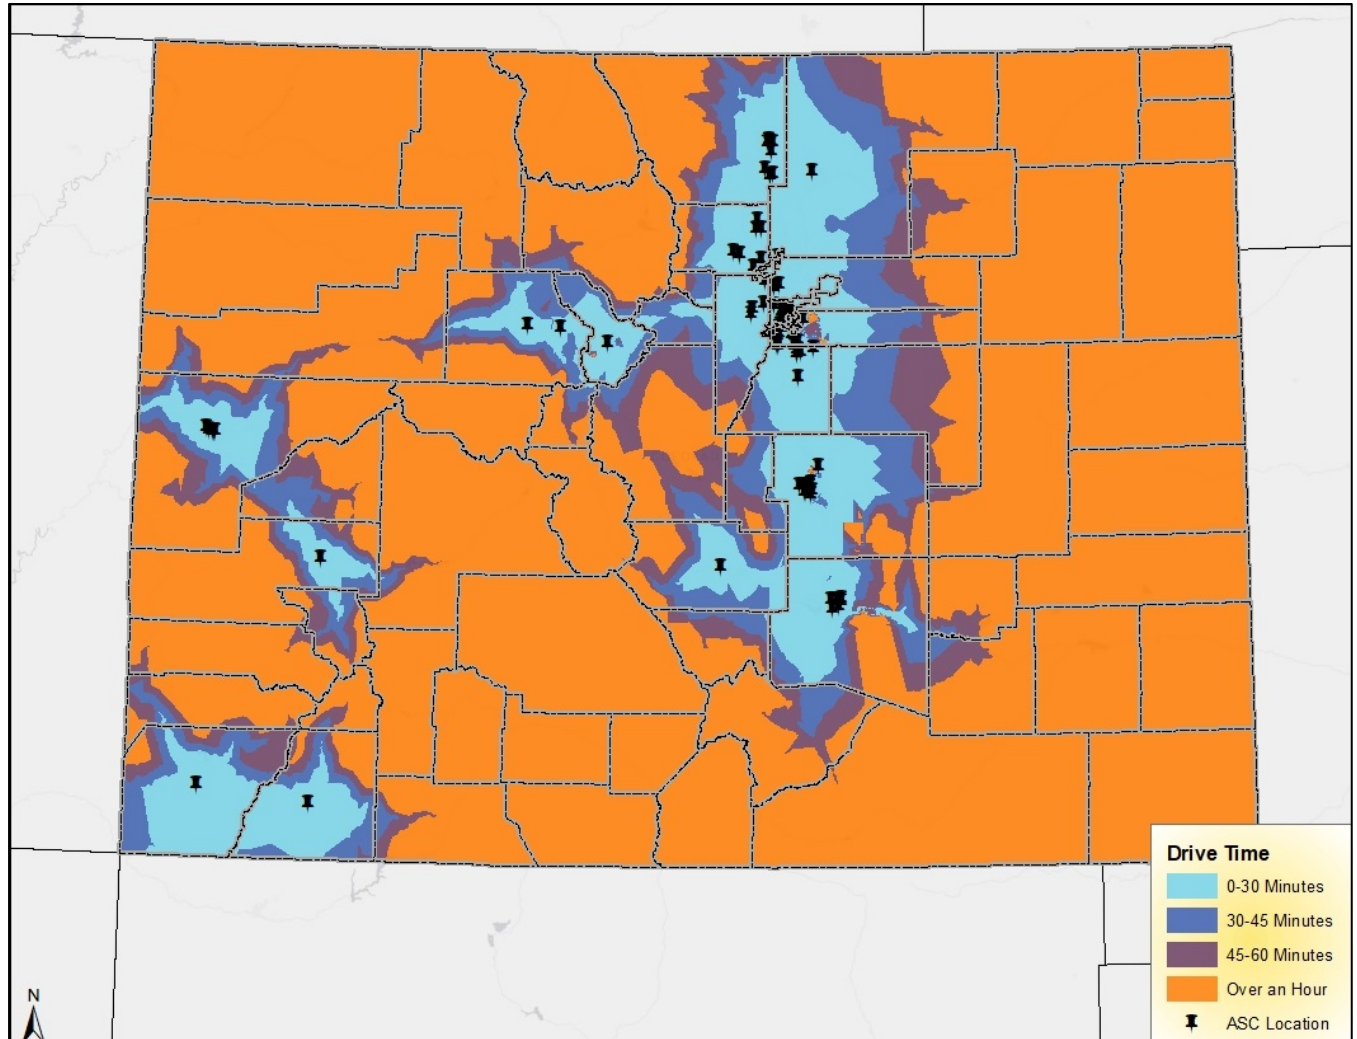 Drive Time
0-30 Minutes
30-45 Minutes
45-60 Minutes
Over an Hour
ASC Location
N